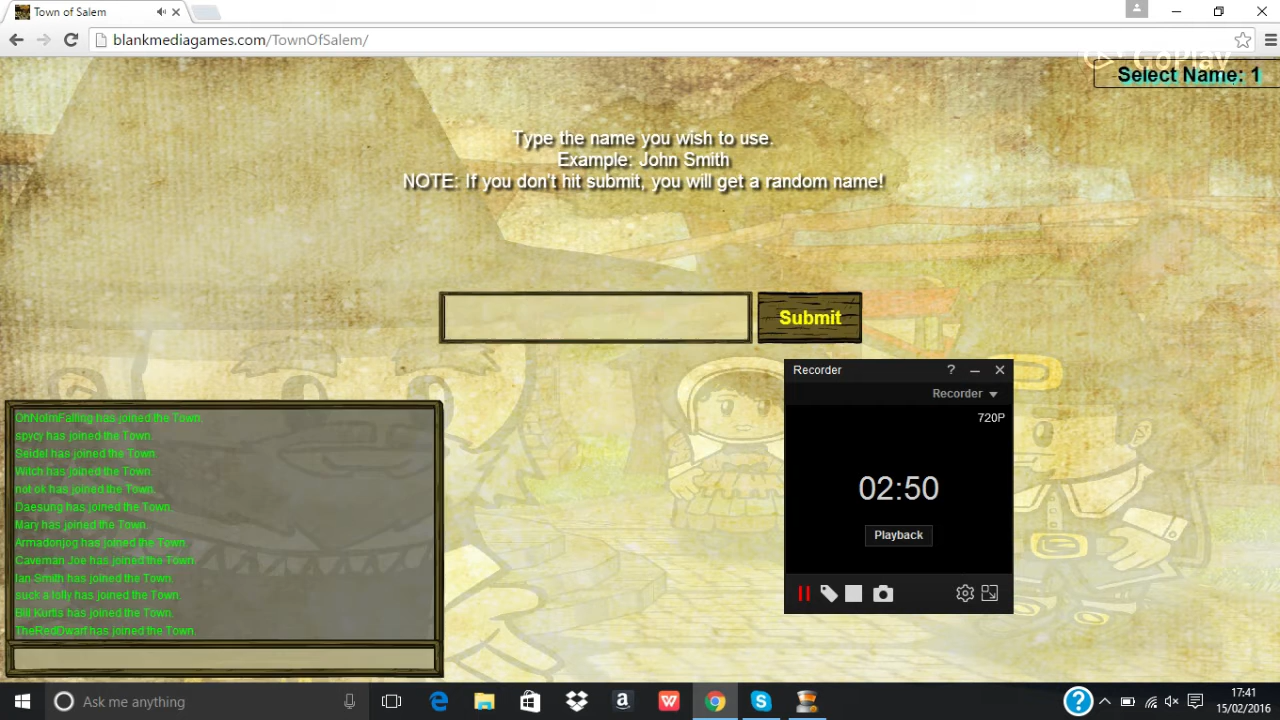 Town of Salem
blankmediagames.com/TownOfSalem/
GoPlay
Select Name: 1
Type the name you wish to use.
Example: John Smith
NOTE: If you don't hit submit, you will get a random name!
Submit
Recorder
Recorder
720P
02:50
Playback
OhNoImFalling has joined the Town.
spycy has joined the Town.
Seidel has joined the Town.
Witch has joined the Town.
not ok has joined the Town.
Daesung has joined the Town.
Mary has joined the Town.
Armadonjog has joined the Town.
Caveman Joe has joined the Town.
Ian Smith has joined the Town.
suck a lolly has joined the Town.
Bill Kurtis has joined the Town.
TheRedDwarf has joined the Town.
Ask me anything
17:41
15/02/2016